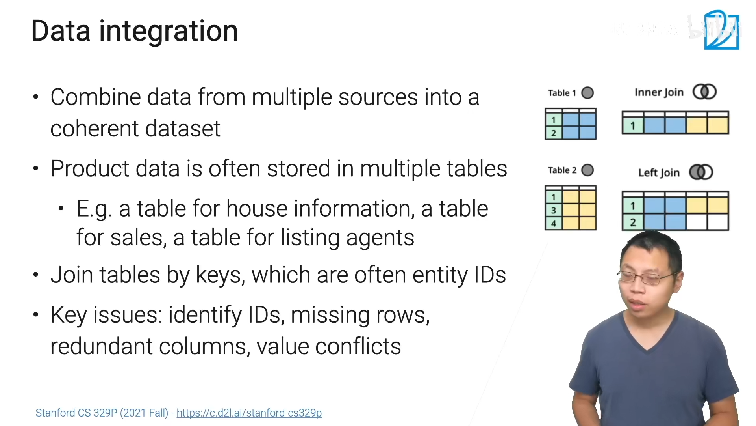 Data integration
• Combine data from multiple sources into a
coherent dataset
• Product data is often stored in multiple tables
• E.g. a table for house information, a table
for sales, a table for listing agents
• Join tables by keys, which are often entity IDs
• Key issues: identify IDs, missing rows,
redundant columns, value conflicts
Table 1
1
2
Inner Join
1
Table 2
1
3
4
Left Join
1
2
Stanford CS 329P (2021 Fall) https://c.d2l.ai/stanford-cs329p